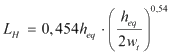 L_H = 0,454h_eq · (h_eq / 2w_t)^0,54